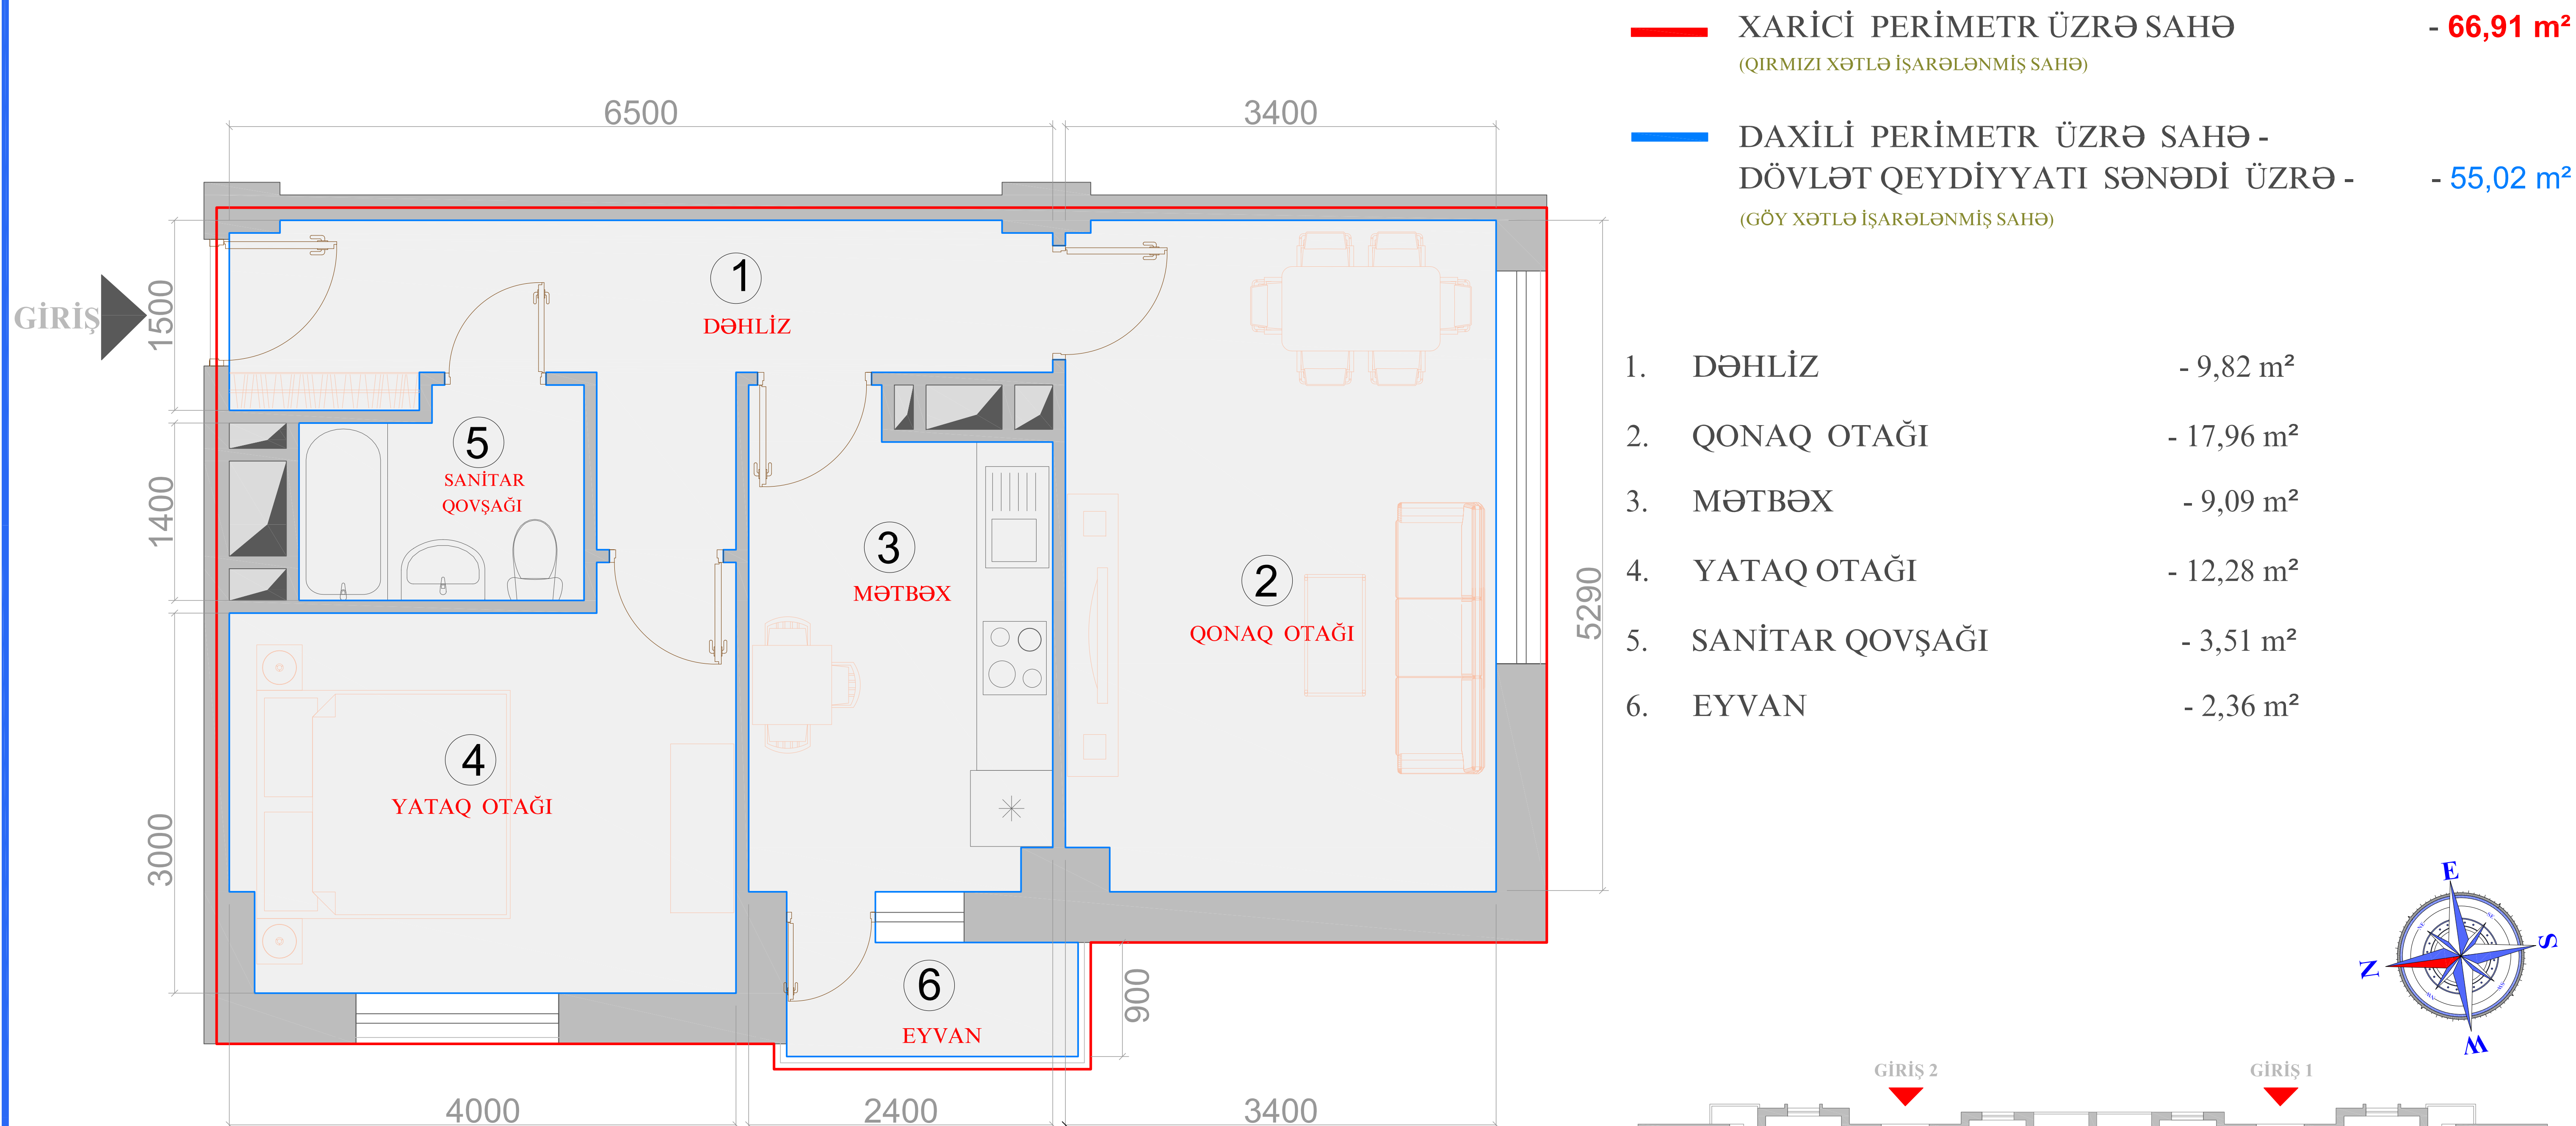 XARİCİ PERİMETR ÜZRƏ SAHƏ - 66,91 m²
(QIRMIZI XƏTLƏ İŞARƏLƏNMİŞ SAHƏ)
DAXİLİ PERİMETR ÜZRƏ SAHƏ -
DÖVLƏT QEYDİYYATI SƏNƏDİ ÜZRƏ - - 55,02 m²
(GÖY XƏTLƏ İŞARƏLƏNMİŞ SAHƏ)
6500
3400
GİRİŞ
1500
1400
3000
1
DƏHLİZ
5
SANİTAR
QOVŞAĞI
3
MƏTBƏX
2
QONAQ OTAĞI
4
YATAQ OTAĞI
6
EYVAN
5290
900
4000
2400
3400
1. DƏHLİZ - 9,82 m²
2. QONAQ OTAĞI - 17,96 m²
3. MƏTBƏX - 9,09 m²
4. YATAQ OTAĞI - 12,28 m²
5. SANİTAR QOVŞAĞI - 3,51 m²
6. EYVAN - 2,36 m²
E
S
N
W
NE
SE
NW
SW
GİRİŞ 2
GİRİŞ 1